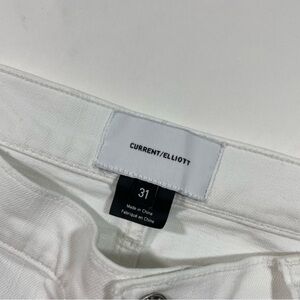 CURRENT/ELLIOTT
31
Made in China
Fabriqué en Chine